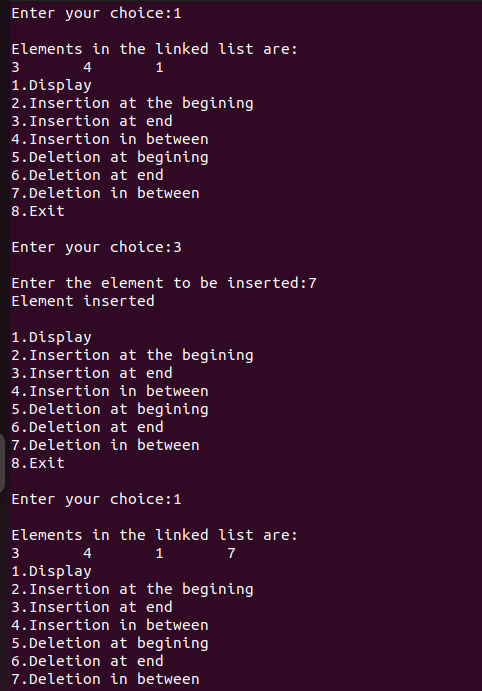 Enter your choice:1
Elements in the linked list are:
3 4 1
1.Display
2.Insertion at the begining
3.Insertion at end
4.Insertion in between
5.Deletion at begining
6.Deletion at end
7.Deletion in between
8.Exit
Enter your choice:3
Enter the element to be inserted:7
Element inserted
1.Display
2.Insertion at the begining
3.Insertion at end
4.Insertion in between
5.Deletion at begining
6.Deletion at end
7.Deletion in between
8.Exit
Enter your choice:1
Elements in the linked list are:
3 4 1 7
1.Display
2.Insertion at the begining
3.Insertion at end
4.Insertion in between
5.Deletion at begining
6.Deletion at end
7.Deletion in between